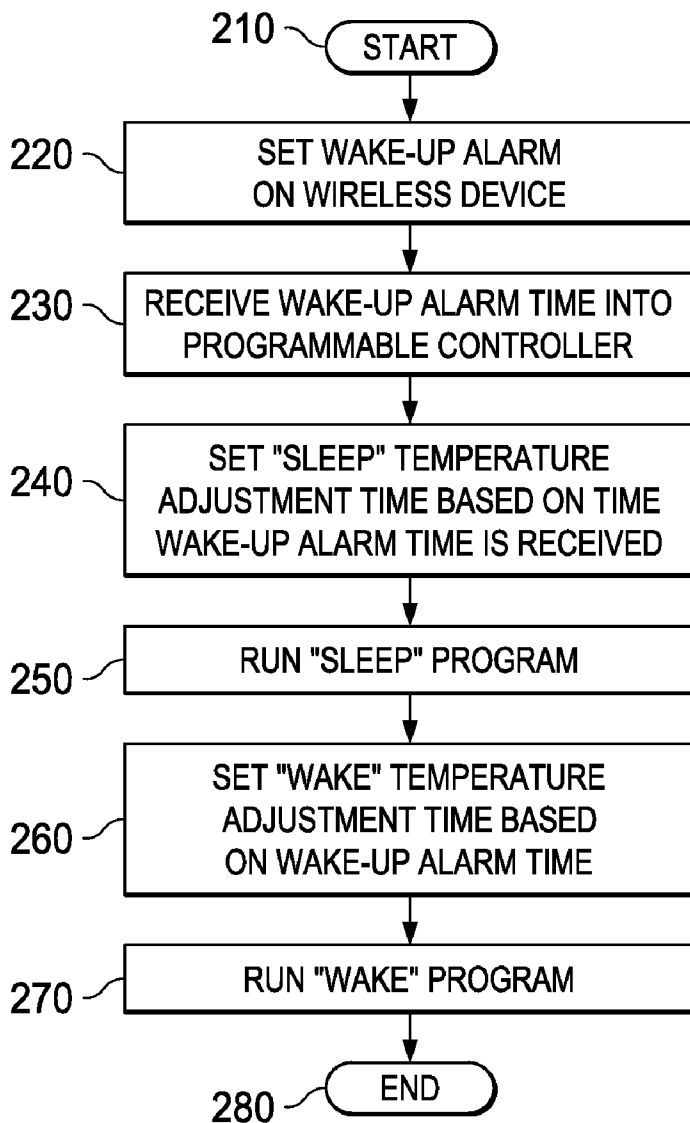 210
START
220
SET WAKE-UP ALARM
ON WIRELESS DEVICE
230
RECEIVE WAKE-UP ALARM TIME INTO
PROGRAMMABLE CONTROLLER
240
SET "SLEEP" TEMPERATURE
ADJUSTMENT TIME BASED ON TIME
WAKE-UP ALARM TIME IS RECEIVED
250
RUN "SLEEP" PROGRAM
260
SET "WAKE" TEMPERATURE
ADJUSTMENT TIME BASED
ON WAKE-UP ALARM TIME
270
RUN "WAKE" PROGRAM
280
END